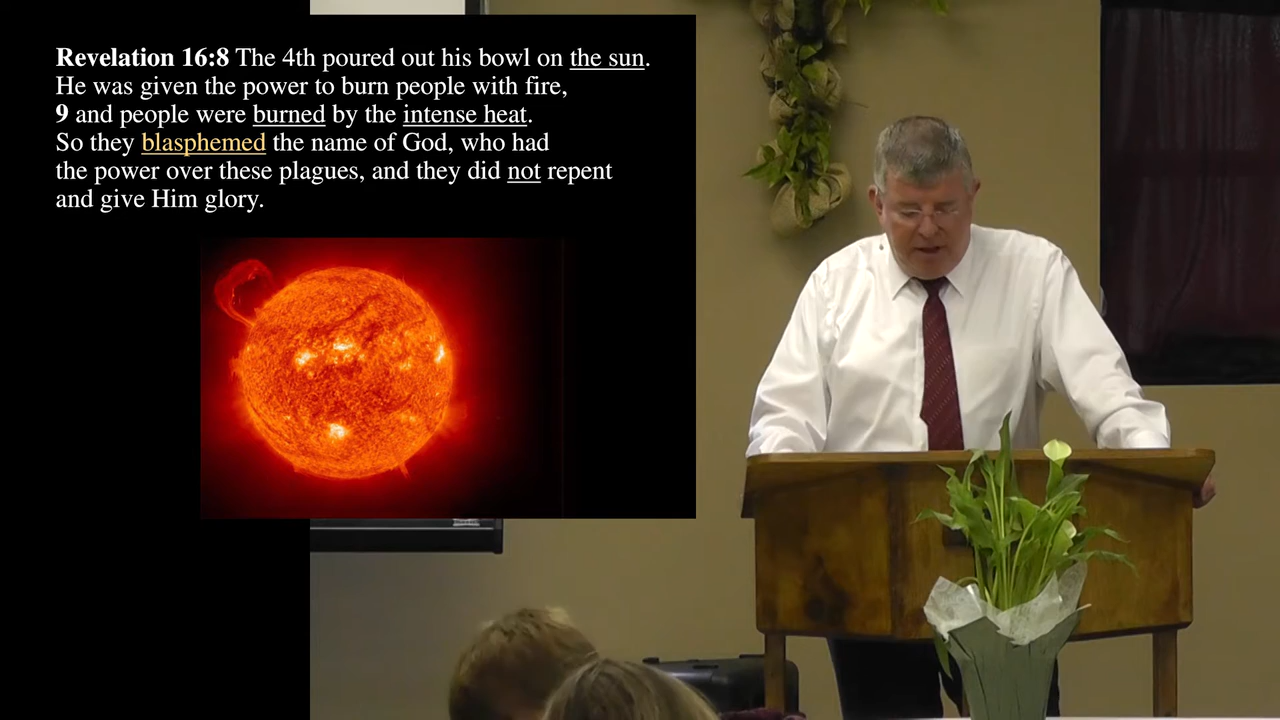 Revelation 16:8 The 4th poured out his bowl on the sun.
He was given the power to burn people with fire,
9 and people were burned by the intense heat.
So they blasphemed the name of God, who had
the power over these plagues, and they did not repent
and give Him glory.